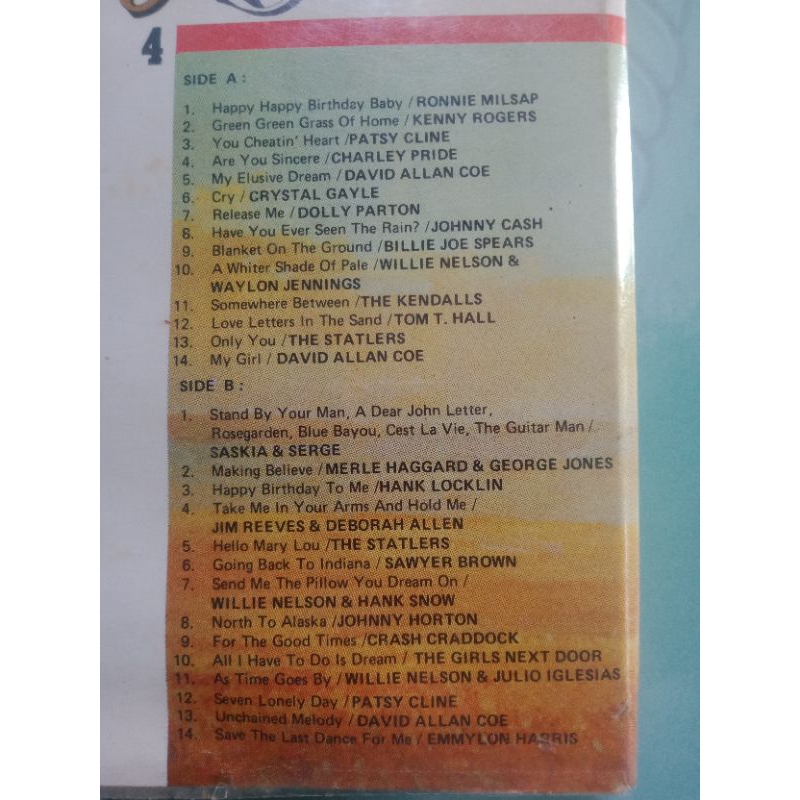 4
SIDE A :
1. Happy Happy Birthday Baby / RONNIE MILSAP
2. Green Green Grass Of Home / KENNY ROGERS
3. You Cheatin' Heart /PATSY CLINE
4. Are You Sincere /CHARLEY PRIDE
5. My Elusive Dream / DAVID ALLAN COE
6. Cry / CRYSTAL GAYLE
7. Release Me / DOLLY PARTON
8. Have You Ever Seen The Rain? /JOHNNY CASH
9. Blanket On The Ground / BILLIE JOE SPEARS
10. A Whiter Shade Of Pale /WILLIE NELSON &
WAYLON JENNINGS
11. Somewhere Between /THE KENDALLS
12. Love Letters In The Sand / TOM T. HALL
13. Only You /THE STATLERS
14. My Girl / DAVID ALLAN COE
SIDE B :
1. Stand By Your Man, A Dear John Letter,
Rosegarden, Blue Bayou, Cest La Vie, The Guitar Man /
SASKIA & SERGE
2. Making Believe / MERLE HAGGARD & GEORGE JONES
3. Happy Birthday To Me /HANK LOCKLIN
4. Take Me In Your Arms And Hold Me /
JIM REEVES & DEBORAH ALLEN
5. Hello Mary Lou /THE STATLERS
6. Going Back To Indiana / SAWYER BROWN
7. Send Me The Pillow You Dream On /
WILLIE NELSON & HANK SNOW
8. North To Alaska /JOHNNY HORTON
9. For The Good Times /CRASH CRADDOCK
10. All I Have To Do Is Dream / THE GIRLS NEXT DOOR
11. As Time Goes By / WILLIE NELSON & JULIO IGLESIAS
12. Seven Lonely Day /PATSY CLINE
13. Unchained Melody / DAVID ALLAN COE
14. Save The Last Dance For Me / EMMYLON HARRIS